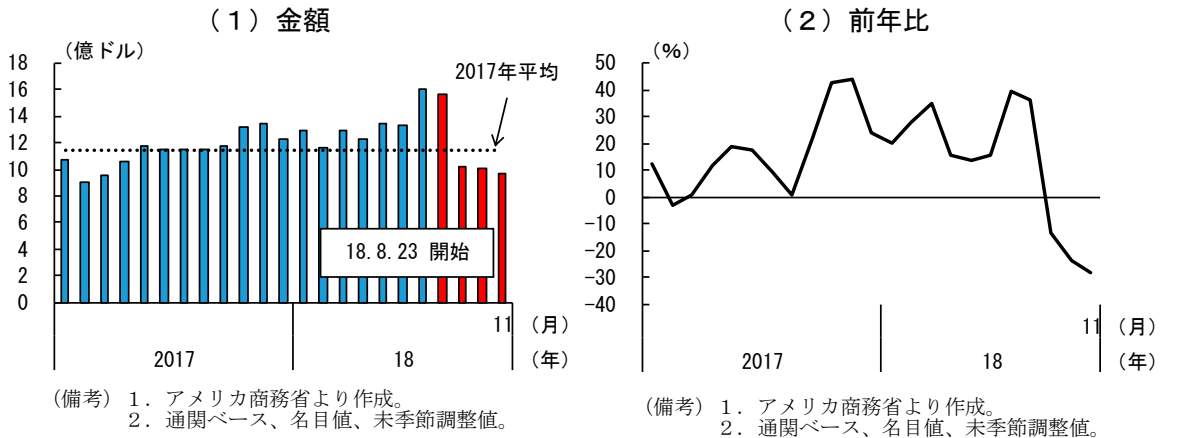 （１）金額
（億ドル）
18
16
14
12
10
8
6
4
2
0
2017年平均
18.8.23 開始
11 （月）
2017 18 （年）
（備考）１．アメリカ商務省より作成。
２．通関ベース、名目値、未季節調整値。
（２）前年比
（％）
50
40
30
20
10
0
−10
−20
−30
−40
11 （月）
2017 18 （年）
（備考）１．アメリカ商務省より作成。
２．通関ベース、名目値、未季節調整値。